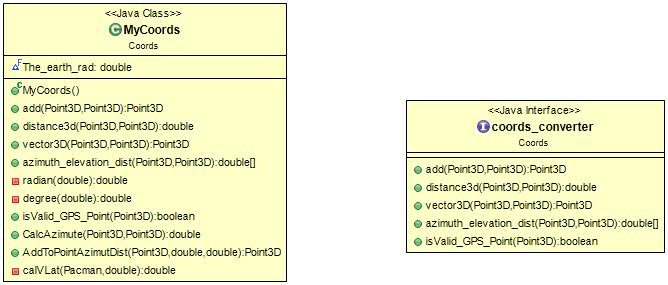 <<Java Class>>
MyCoords
Coords
The_earth_rad: double
MyCoords()
add(Point3D,Point3D):Point3D
distance3d(Point3D,Point3D):double
vector3D(Point3D,Point3D):Point3D
azimuth_elevation_dist(Point3D,Point3D):double[]
radian(double):double
degree(double):double
isValid_GPS_Point(Point3D):boolean
CalcAzimute(Point3D,Point3D):double
AddToPointAzimutDist(Point3D,double,double):Point3D
calVLat(Pacman,double):double
<<Java Interface>>
coords_converter
Coords
add(Point3D,Point3D):Point3D
distance3d(Point3D,Point3D):double
vector3D(Point3D,Point3D):Point3D
azimuth_elevation_dist(Point3D,Point3D):double[]
isValid_GPS_Point(Point3D):boolean